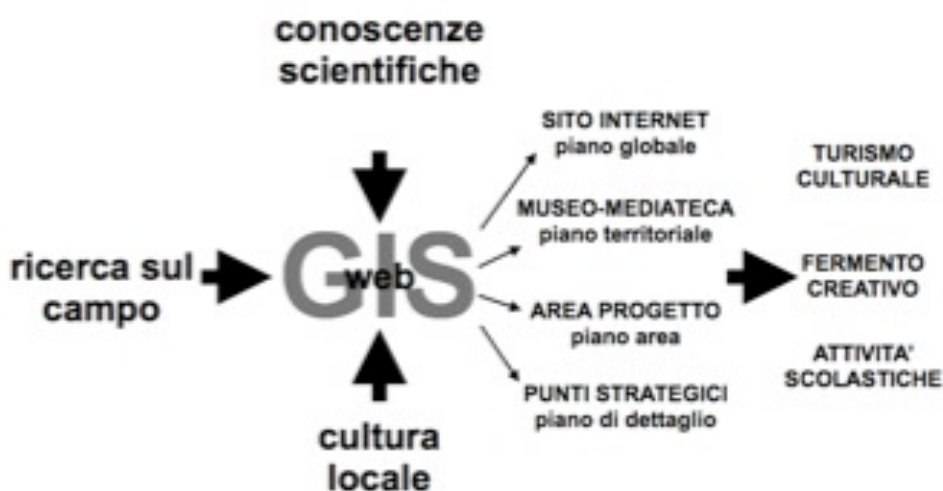 conoscenze
scientifiche
ricerca sul
campo
GIS
web
cultura
locale
SITO INTERNET
piano globale
MUSEO-MEDIATECA
piano territoriale
AREA PROGETTO
piano area
PUNTI STRATEGICI
piano di dettaglio
TURISMO
CULTURALE
FERMENTO
CREATIVO
ATTIVITA'
SCOLASTICHE